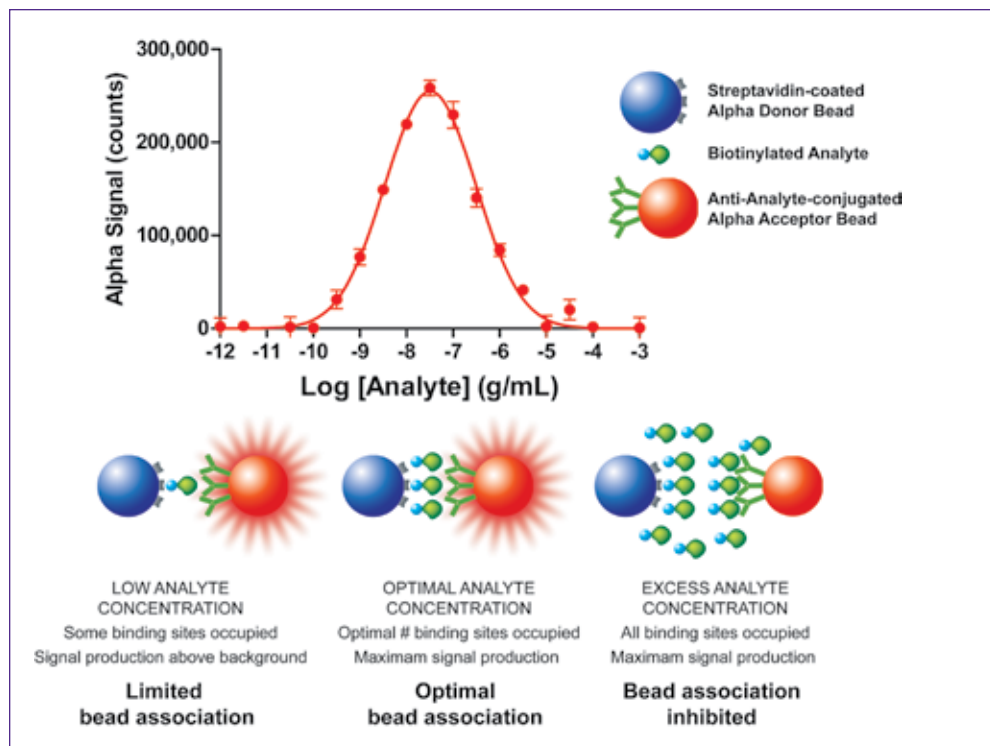 300,000
200,000
100,000
0
Alpha Signal (counts)
-12 -11 -10 -9 -8 -7 -6 -5 -4 -3
Log [Analyte] (g/mL)
Streptavidin-coated
Alpha Donor Bead
Biotinylated Analyte
Anti-Analyte-conjugated
Alpha Acceptor Bead
LOW ANALYTE
CONCENTRATION
Some binding sites occupied
Signal production above background
Limited
bead association
OPTIMAL ANALYTE
CONCENTRATION
Optimal # binding sites occupied
Maximam signal production
Optimal
bead association
EXCESS ANALYTE
CONCENTRATION
All binding sites occupied
Maximam signal production
Bead association
inhibited